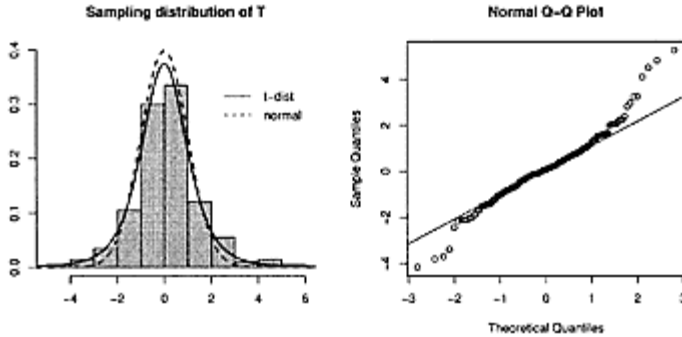 Sampling distribution of T
0.4
0.3
0.2
0.1
0.0
t-dist
normal
-4 -2 0 2 4 6
Normal Q-Q Plot
Sample Quantiles
4
2
0
-2
-4
-3 -2 -1 0 1 2 3
Theoretical Quantiles